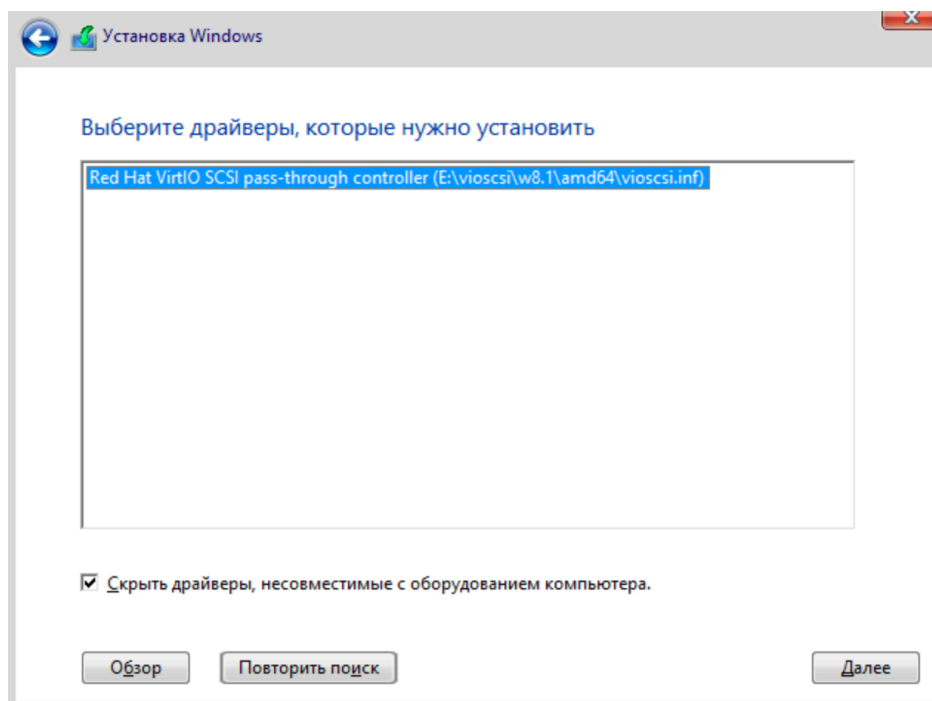 Установка Windows
Выберите драйверы, которые нужно установить
Red Hat VirtIO SCSI pass-through controller (E:\vioscsi\w8.1\amd64\vioscsi.inf)
Скрыть драйверы, несовместимые с оборудованием компьютера.
Обзор
Повторить поиск
Далее